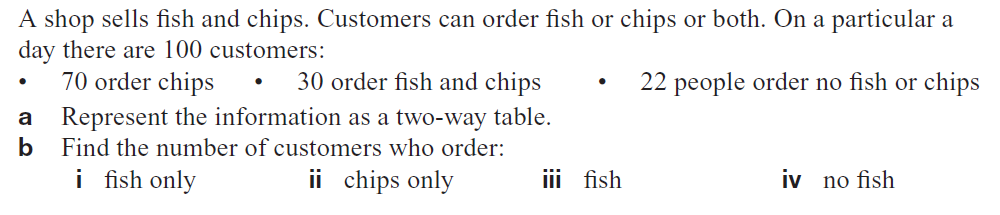 A shop sells fish and chips. Customers can order fish or chips or both. On a particular a
day there are 100 customers:
• 70 order chips • 30 order fish and chips • 22 people order no fish or chips
a Represent the information as a two-way table.
b Find the number of customers who order:
i fish only ii chips only iii fish iv no fish